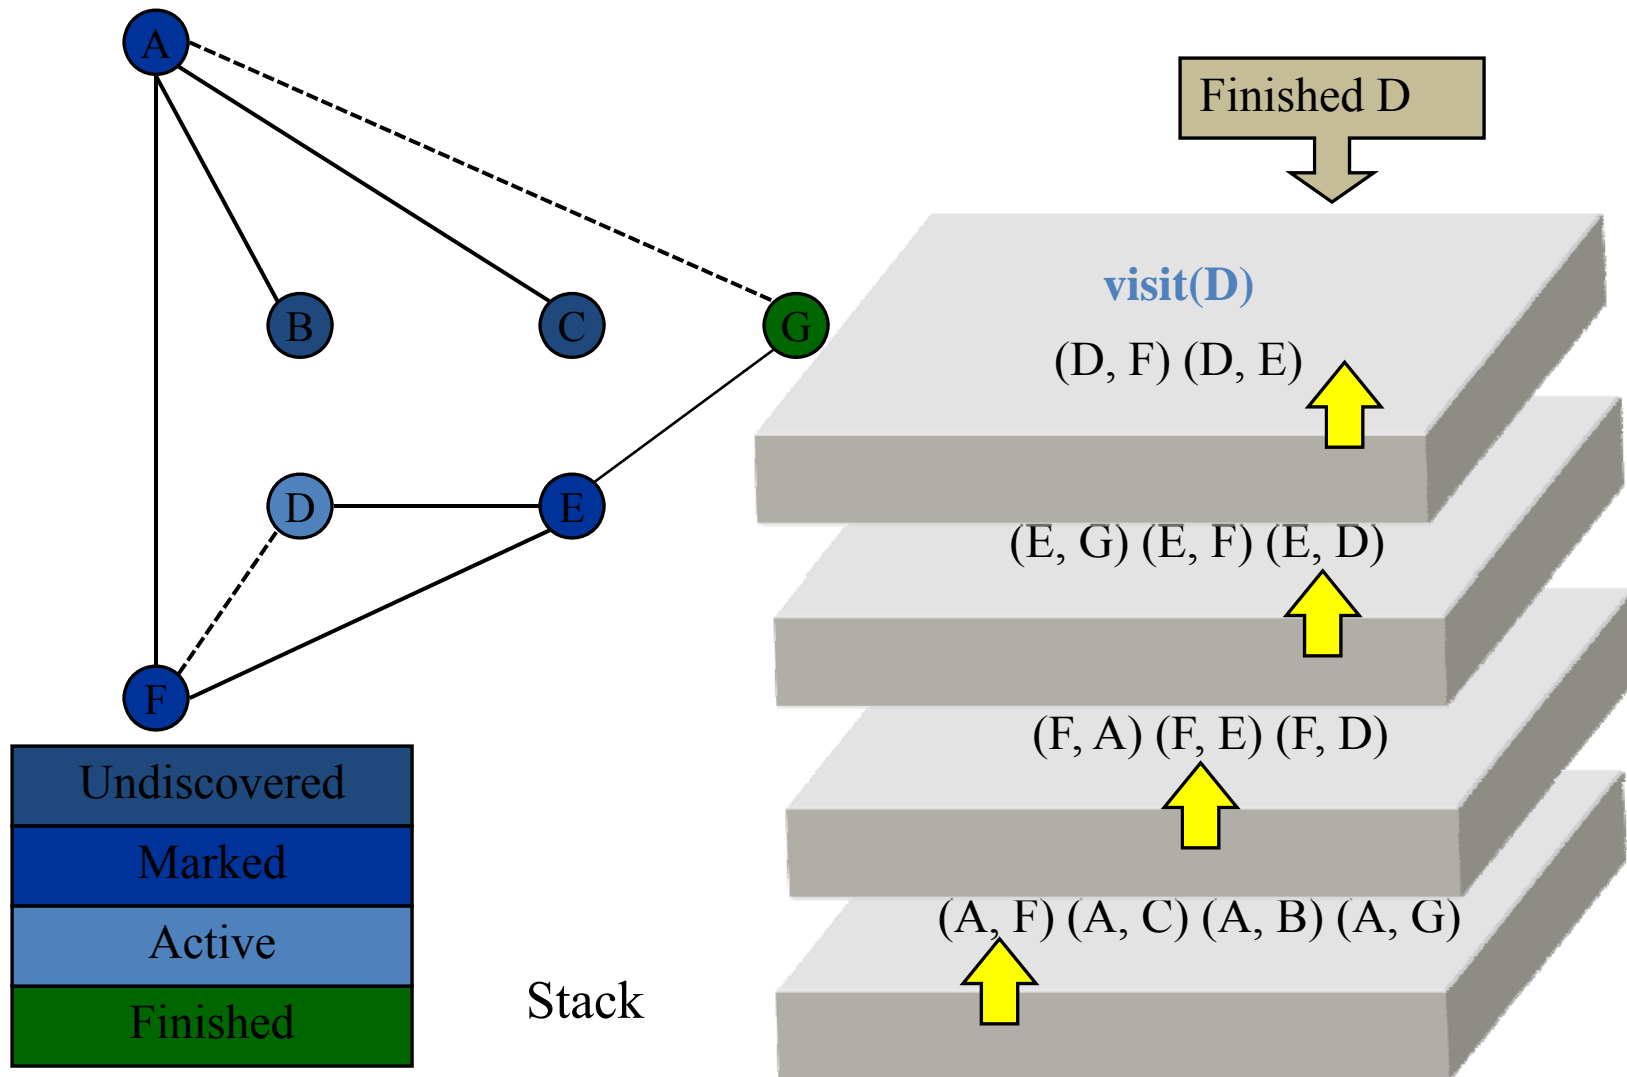 A
B
C
G
D
E
F
Undiscovered
Marked
Active
Finished
Stack
Finished D
visit(D)
(D, F) (D, E)
(E, G) (E, F) (E, D)
(F, A) (F, E) (F, D)
(A, F) (A, C) (A, B) (A, G)